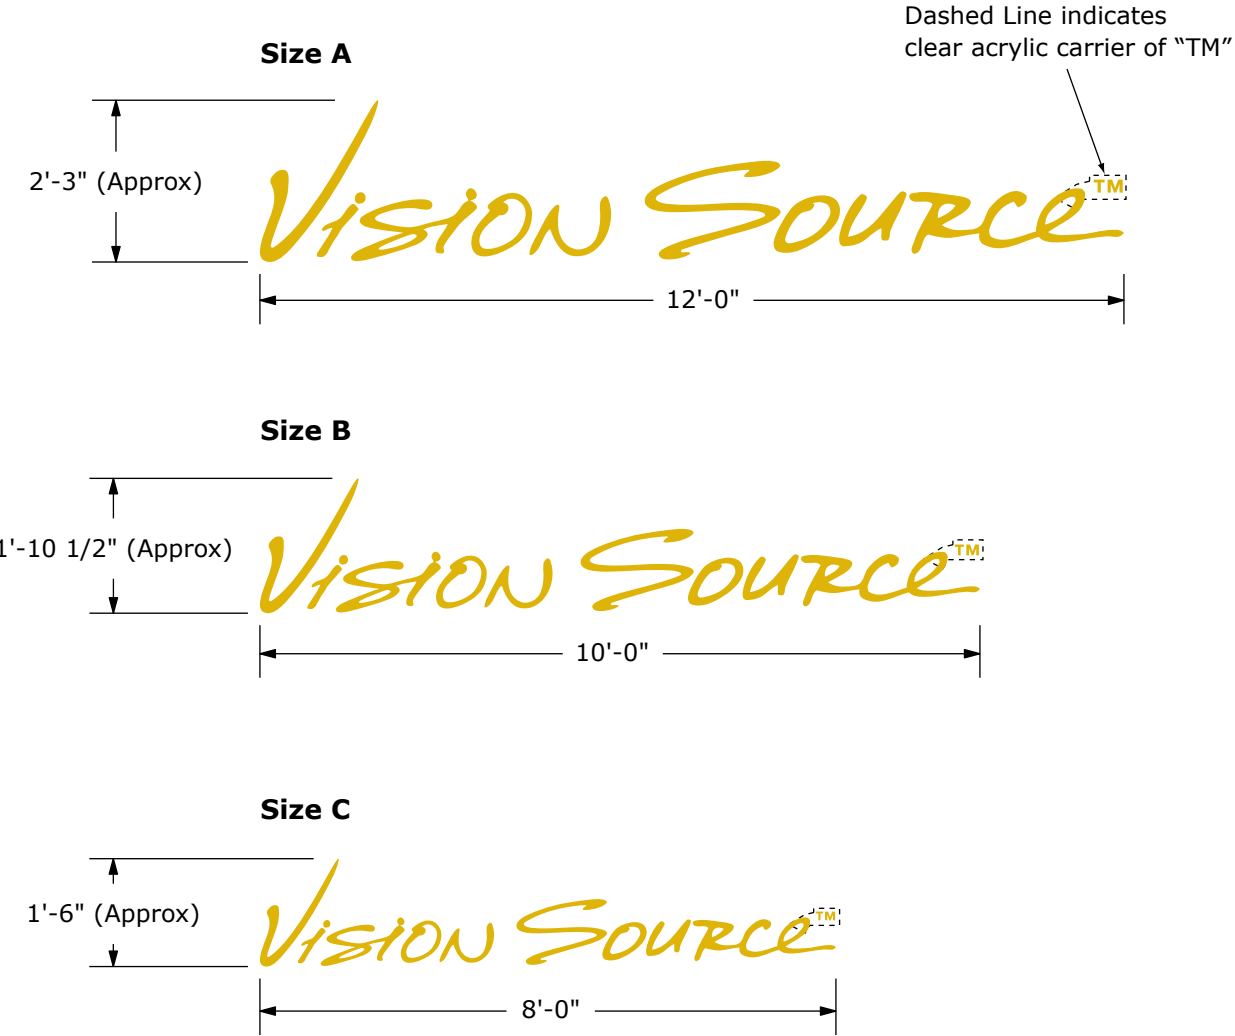 Dashed Line indicates
clear acrylic carrier of “TM”
Size A
2'-3" (Approx)
Vision Source TM
12'-0"
Size B
1'-10 1/2" (Approx)
Vision Source TM
10'-0"
Size C
1'-6" (Approx)
Vision Source TM
8'-0"